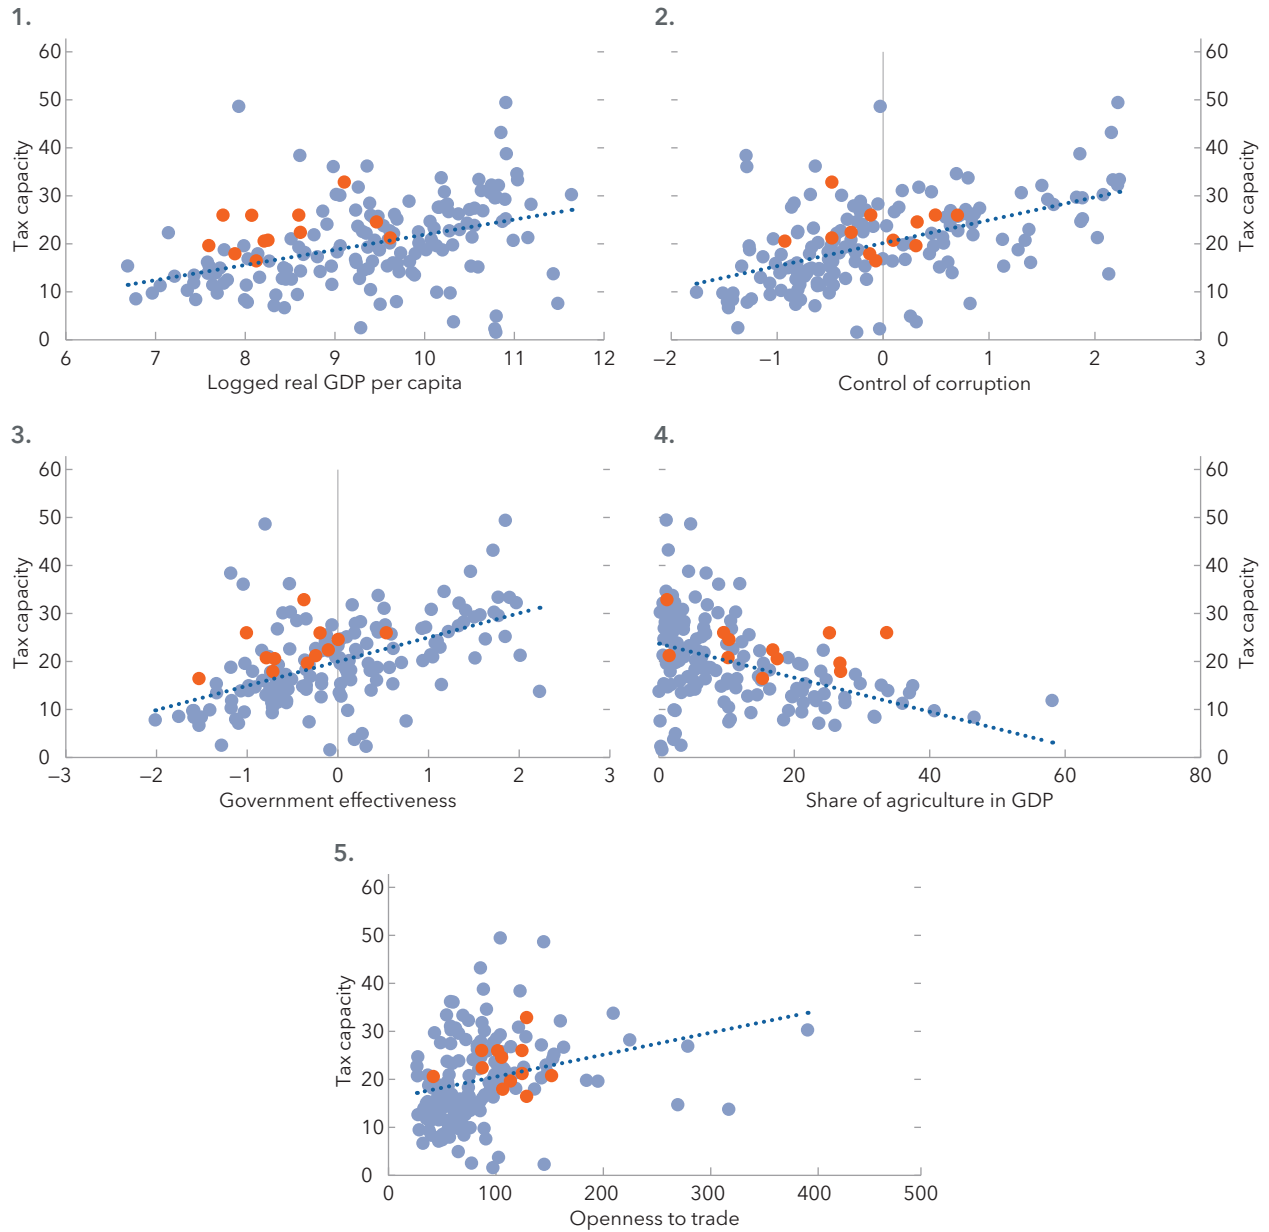 1.
60
50
40
30
20
10
0
Tax capacity
6 7 8 9 10 11 12
Logged real GDP per capita
2.
60
50
40
30
20
10
0
Tax capacity
−2 −1 0 1 2 3
Control of corruption
3.
60
50
40
30
20
10
0
Tax capacity
−3 −2 −1 0 1 2 3
Government effectiveness
4.
60
50
40
30
20
10
0
Tax capacity
0 20 40 60 80
Share of agriculture in GDP
5.
60
50
40
30
20
10
0
Tax capacity
0 100 200 300 400 500
Openness to trade